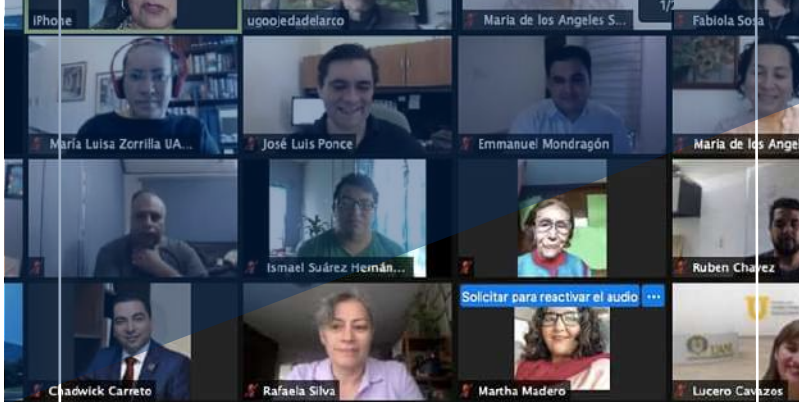 iPhone
ugoojedadelarco
Maria de los Angeles S...
1/
Fabiola Sosa
María Luisa Zorrilla UA...
José Luis Ponce
Emmanuel Mondragón
Maria de los Angel
Ismael Suárez Hernán...
Ruben Chavez
Solicitar para reactivar el audio ...
Chadwick Carreto
Rafaela Silva
Martha Madero
Lucero Cavazos